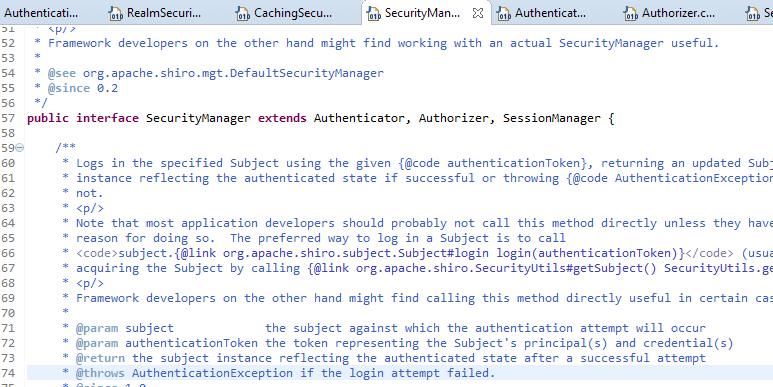 Authenticati... RealmSecuri... CachingSecu... SecurityMan... Authenticat... Authorizer.c... Se
51 * <p/>
52 * Framework developers on the other hand might find working with an actual SecurityManager useful.
53 *
54 * @see org.apache.shiro.mgt.DefaultSecurityManager
55 * @since 0.2
56 */
57 public interface SecurityManager extends Authenticator, Authorizer, SessionManager {
58
59 /**
60 * Logs in the specified Subject using the given {@code authenticationToken}, returning an updated Subj
61 * instance reflecting the authenticated state if successful or throwing {@code AuthenticationException
62 * not.
63 * <p/>
64 * Note that most application developers should probably not call this method directly unless they have
65 * reason for doing so.  The preferred way to log in a Subject is to call
66 * <code>subject.{@link org.apache.shiro.subject.Subject#login login(authenticationToken)}</code> (usua
67 * acquiring the Subject by calling {@link org.apache.shiro.SecurityUtils#getSubject() SecurityUtils.ge
68 * <p/>
69 * Framework developers on the other hand might find calling this method directly useful in certain cas
70 *
71 * @param subject             the subject against which the authentication attempt will occur
72 * @param authenticationToken the token representing the Subject's principal(s) and credential(s)
73 * @return the subject instance reflecting the authenticated state after a successful attempt
74 * @throws AuthenticationException if the login attempt failed.
75 * @since 1.0